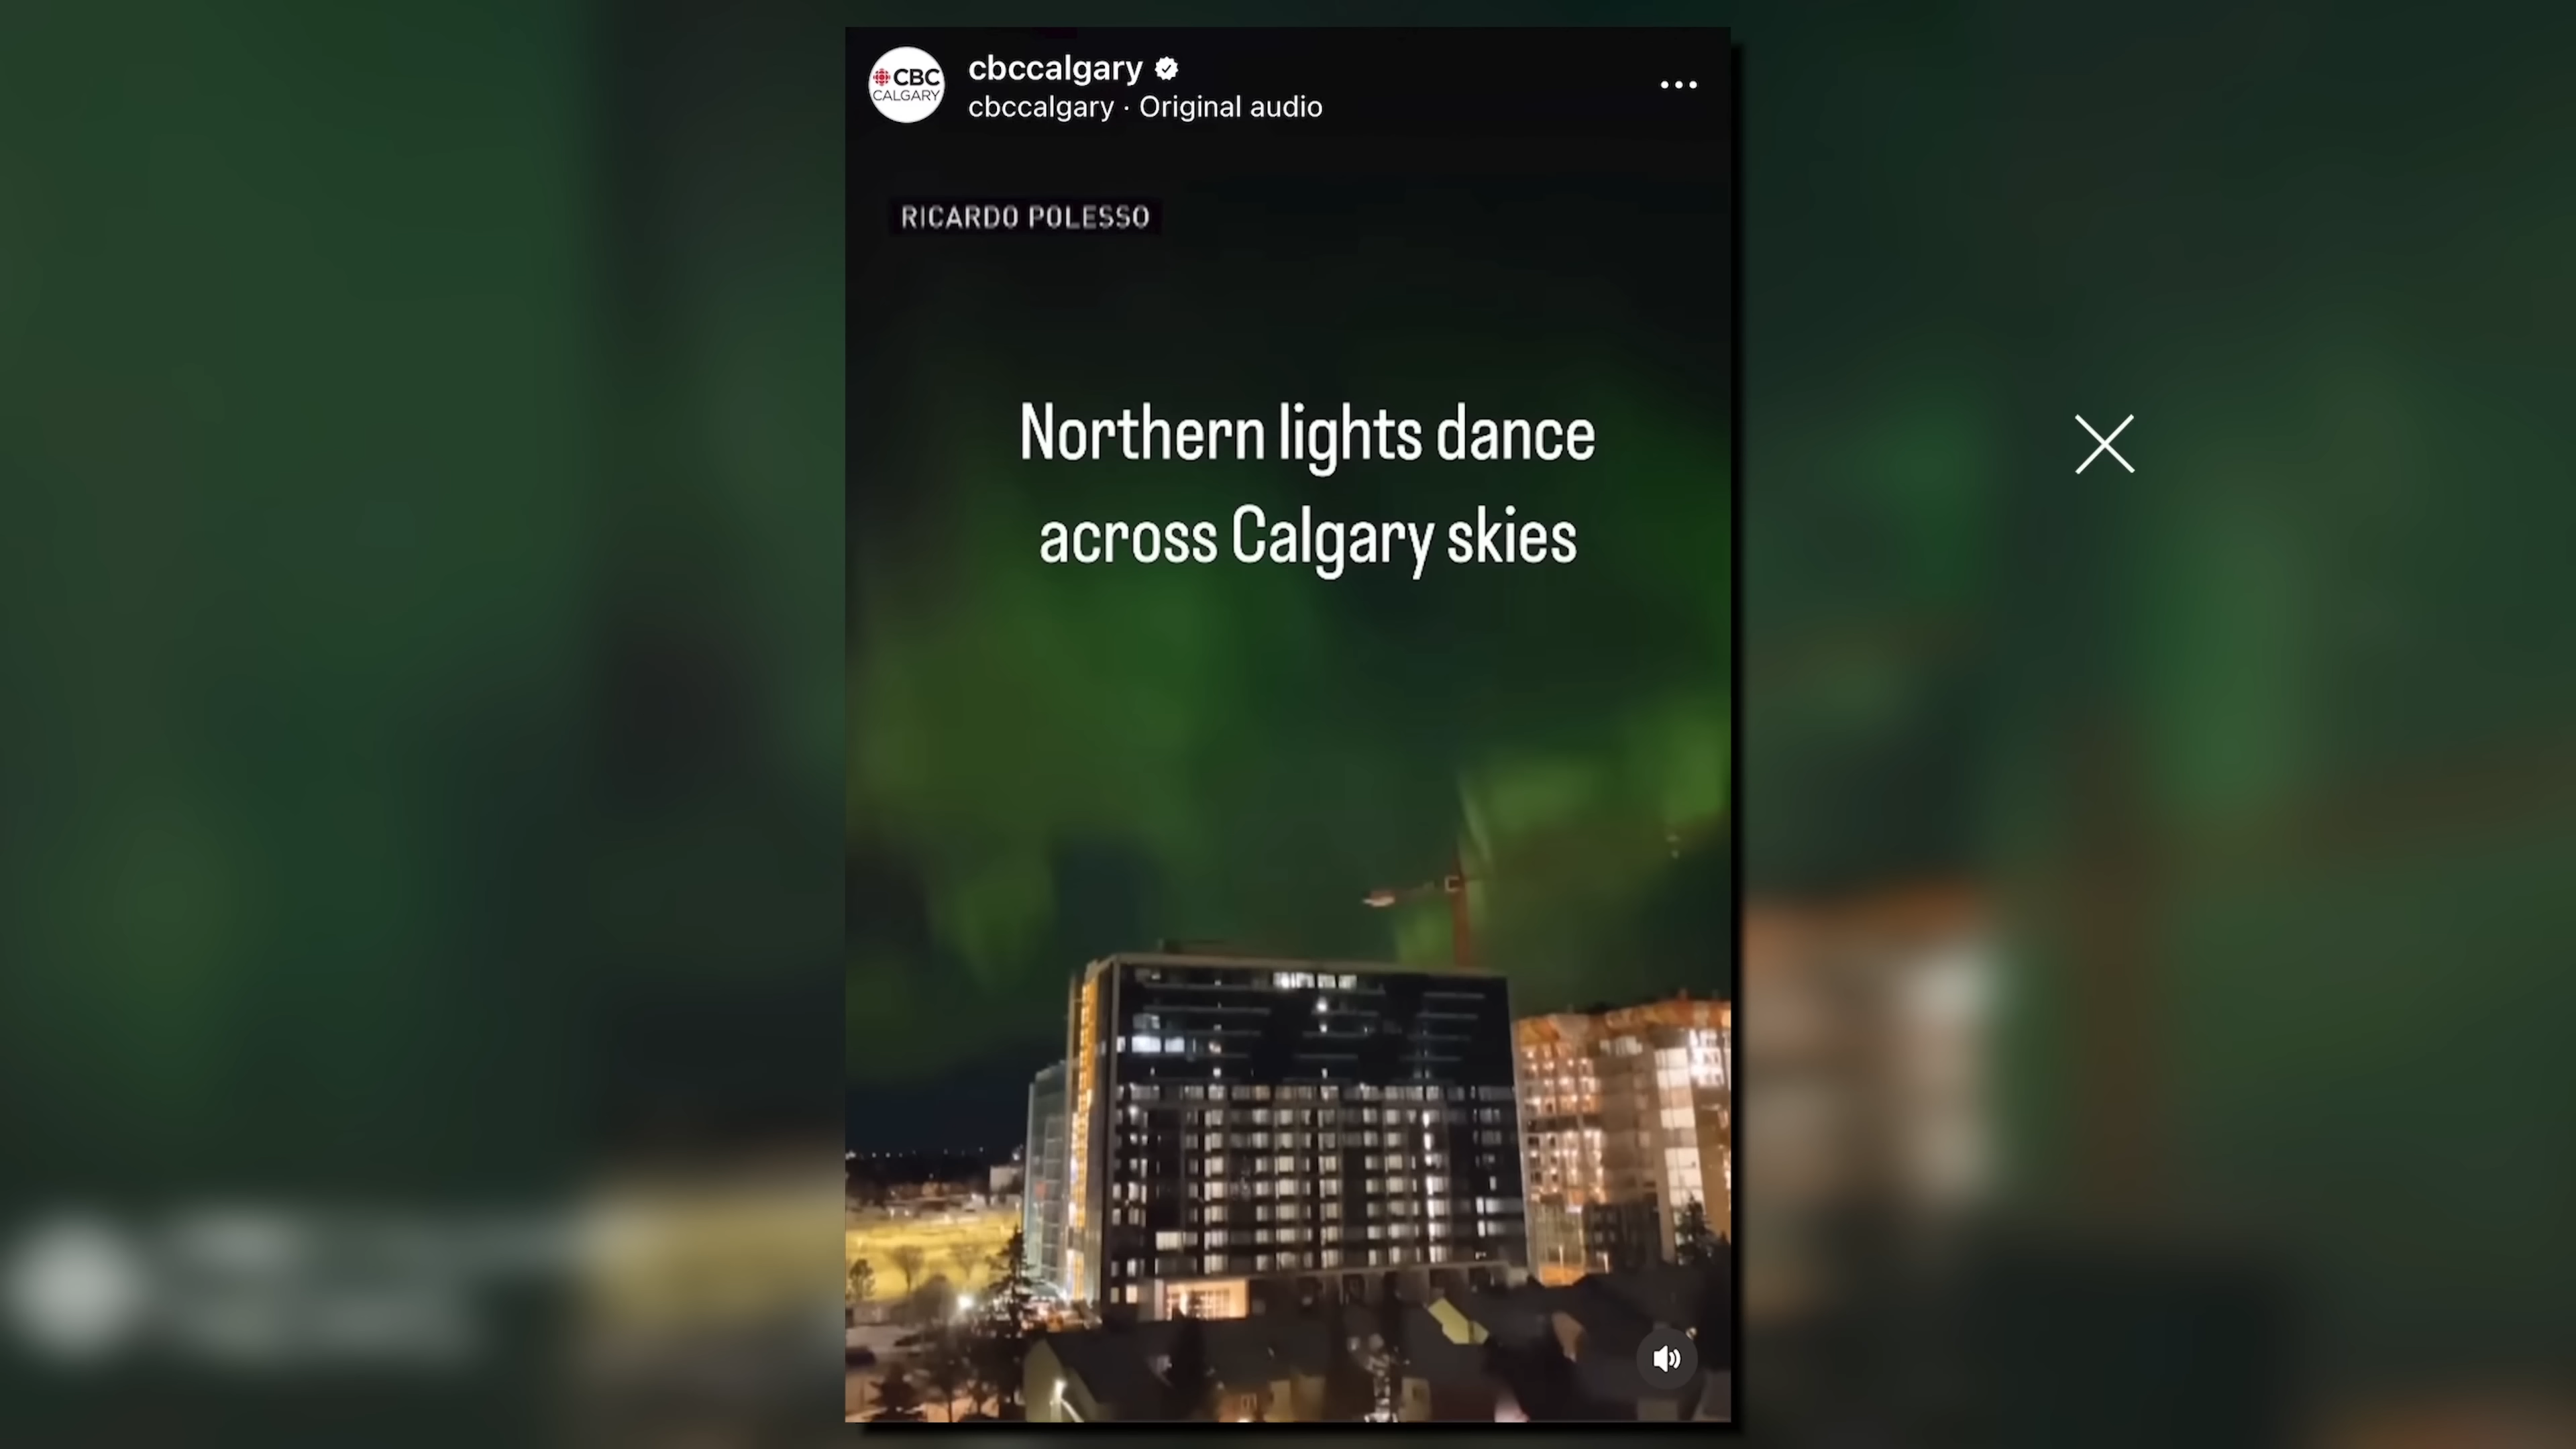 CBC
CALGARY
cbccalgary
cbccalgary · Original audio
RICARDO POLESSO
Northern lights dance
across Calgary skies